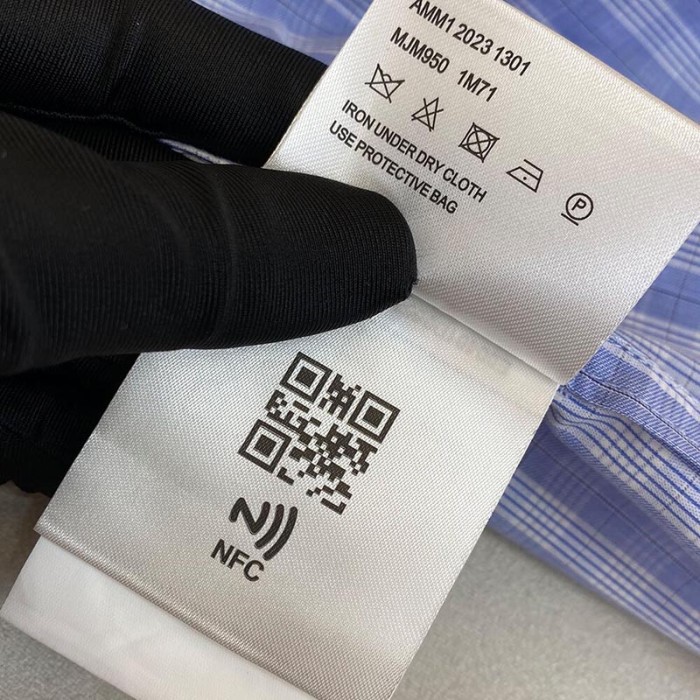 AMM1 2023 1301
MJM950 1M71
IRON UNDER DRY CLOTH
USE PROTECTIVE BAG
P
NFC